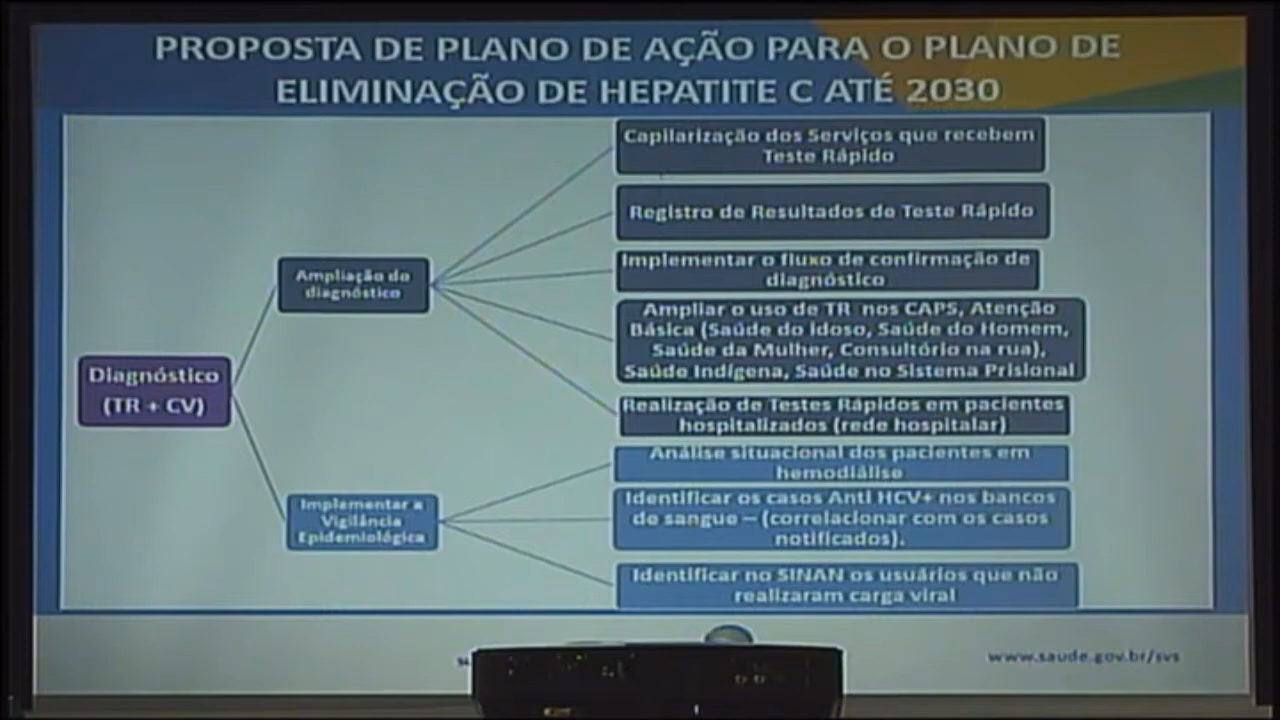 PROPOSTA DE PLANO DE AÇÃO PARA O PLANO DE
ELIMINAÇÃO DE HEPATITE C ATÉ 2030
Diagnóstico
(TR + CV)
Ampliação do
diagnóstico
Capilarização dos Serviços que recebem
Teste Rápido
Registro de Resultados de Teste Rápido
Implementar o fluxo de confirmação de
diagnóstico
Ampliar o uso de TR nos CAPS, Atenção
Básica (Saúde do idoso, Saúde do Homem,
Saúde da Mulher, Consultório na rua),
Saúde Indígena, Saúde no Sistema Prisional
Realização de Testes Rápidos em pacientes
hospitalizados (rede hospitalar)
Implementar a
Vigilância
Epidemiológica
Análise situacional dos pacientes em
hemodiálise
Identificar os casos Anti HCV+ nos bancos
de sangue – (correlacionar com os casos
notificados).
Identificar no SINAN os usuários que não
realizaram carga viral
www.saude.gov.br/svs